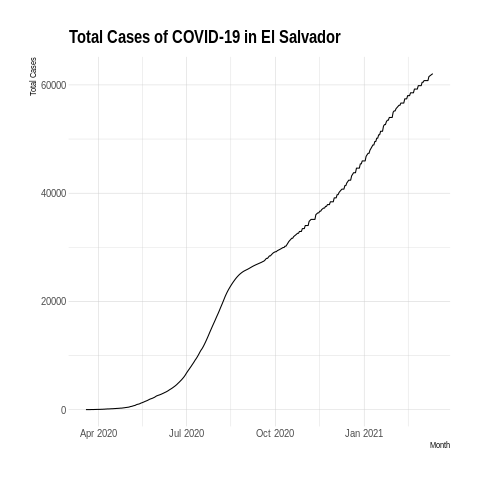 Total Cases of COVID-19 in El Salvador
Total Cases
60000
40000
20000
0
Apr 2020
Jul 2020
Oct 2020
Jan 2021
Month